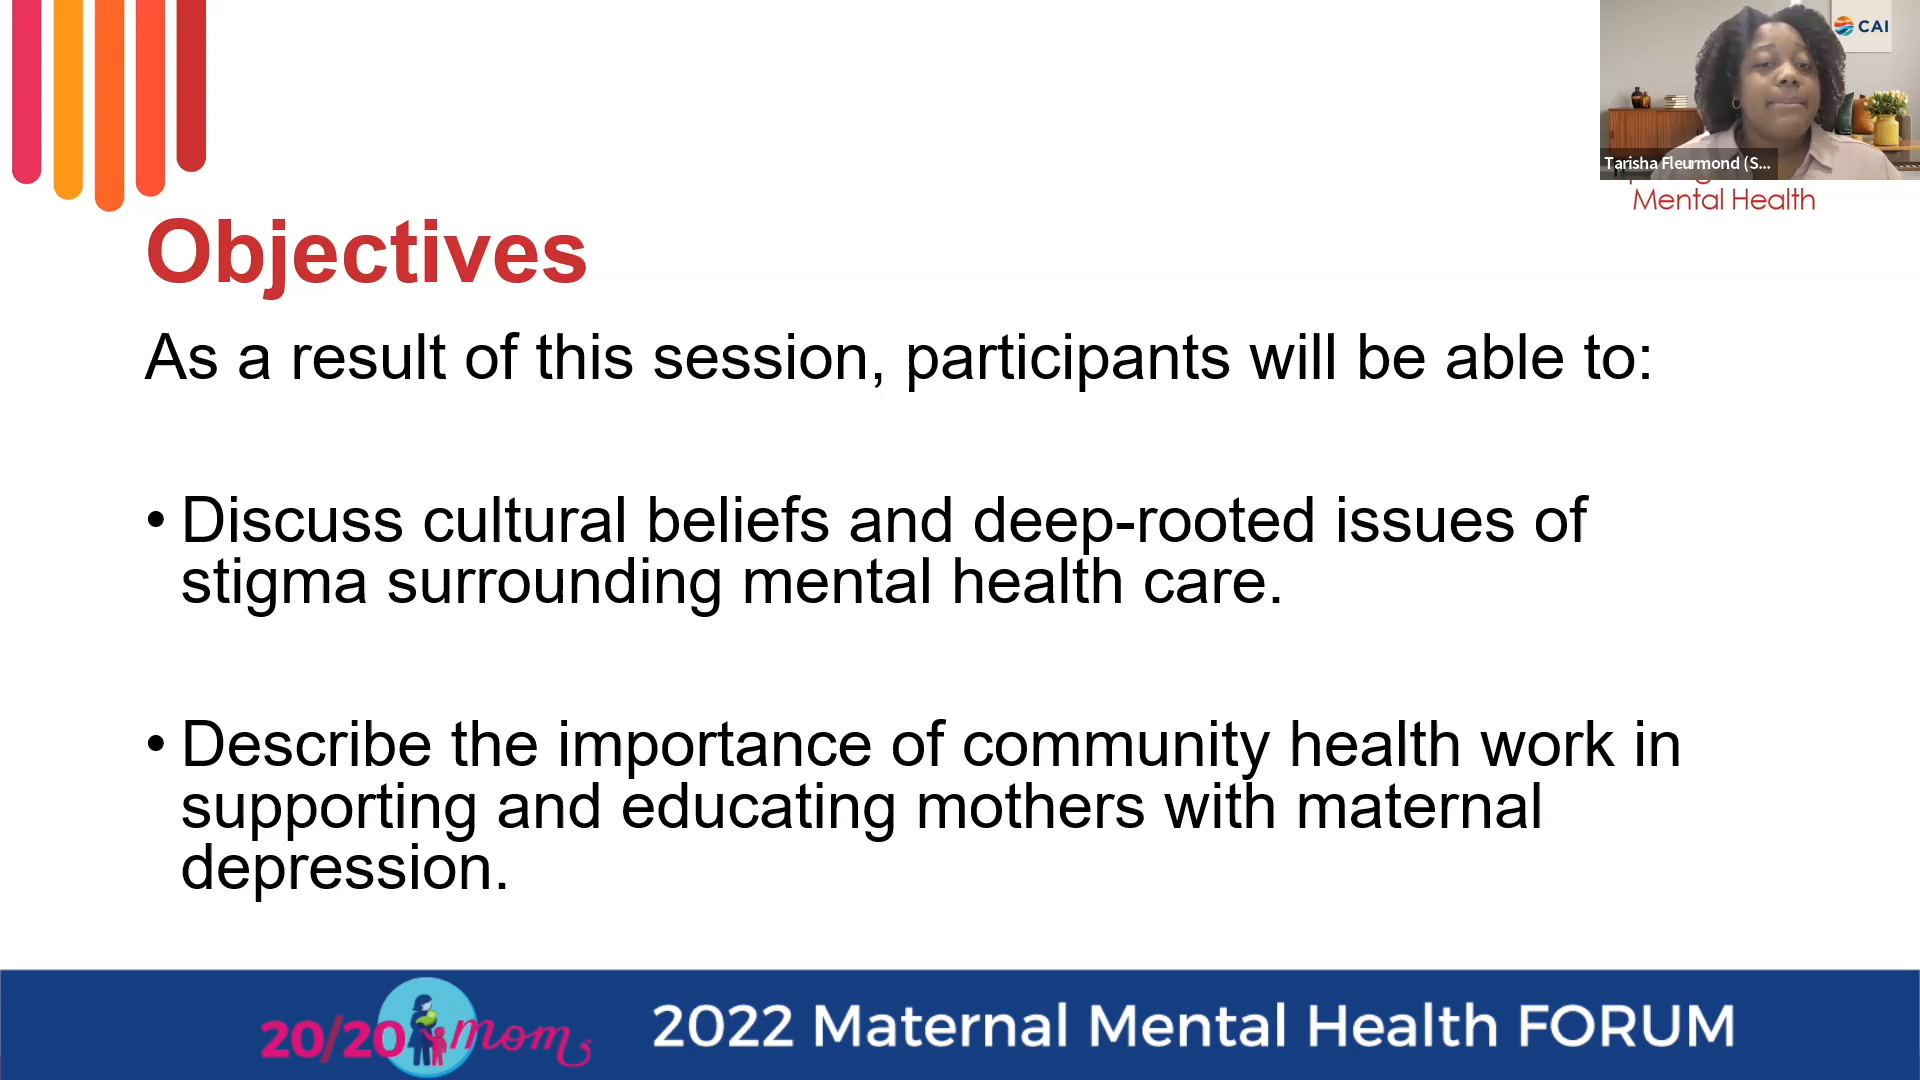 CAI
Tarisha Fleurmond (S...
Mental Health
Objectives
As a result of this session, participants will be able to:
• Discuss cultural beliefs and deep-rooted issues of
stigma surrounding mental health care.
• Describe the importance of community health work in
supporting and educating mothers with maternal
depression.
20/20 mom
2022 Maternal Mental Health FORUM